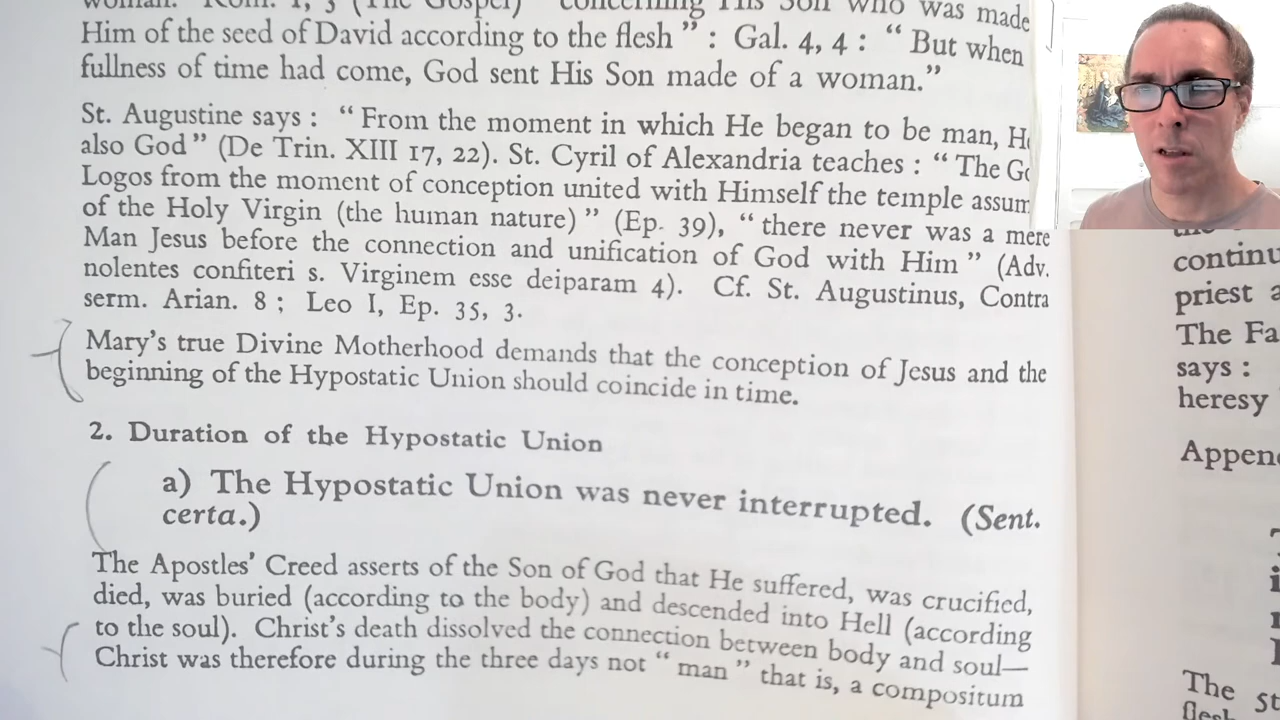 woman." Rom. 1, 3 (The Gospel) " concerning His Son who was made
Him of the seed of David according to the flesh " : Gal. 4, 4 : " But when
fullness of time had come, God sent His Son made of a woman."
St. Augustine says : " From the moment in which He began to be man, H
also God " (De Trin. XIII 17, 22). St. Cyril of Alexandria teaches : " The Go
Logos from the moment of conception united with Himself the temple assum
of the Holy Virgin (the human nature) " (Ep. 39), " there never was a mere
Man Jesus before the connection and unification of God with Him " (Adv.
nolentes confiteri s. Virginem esse deiparam 4). Cf. St. Augustinus, Contra
serm. Arian. 8 ; Leo I, Ep. 35, 3.
Mary's true Divine Motherhood demands that the conception of Jesus and the
beginning of the Hypostatic Union should coincide in time.
2. Duration of the Hypostatic Union
a) The Hypostatic Union was never interrupted. (Sent.
certa.)
The Apostles' Creed asserts of the Son of God that He suffered, was crucified,
died, was buried (according to the body) and descended into Hell (according
to the soul). Christ's death dissolved the connection between body and soul—
Christ was therefore during the three days not " man " that is, a compositum
continu
priest a
The Fa
says :
heresy
Appen
The st
flesh